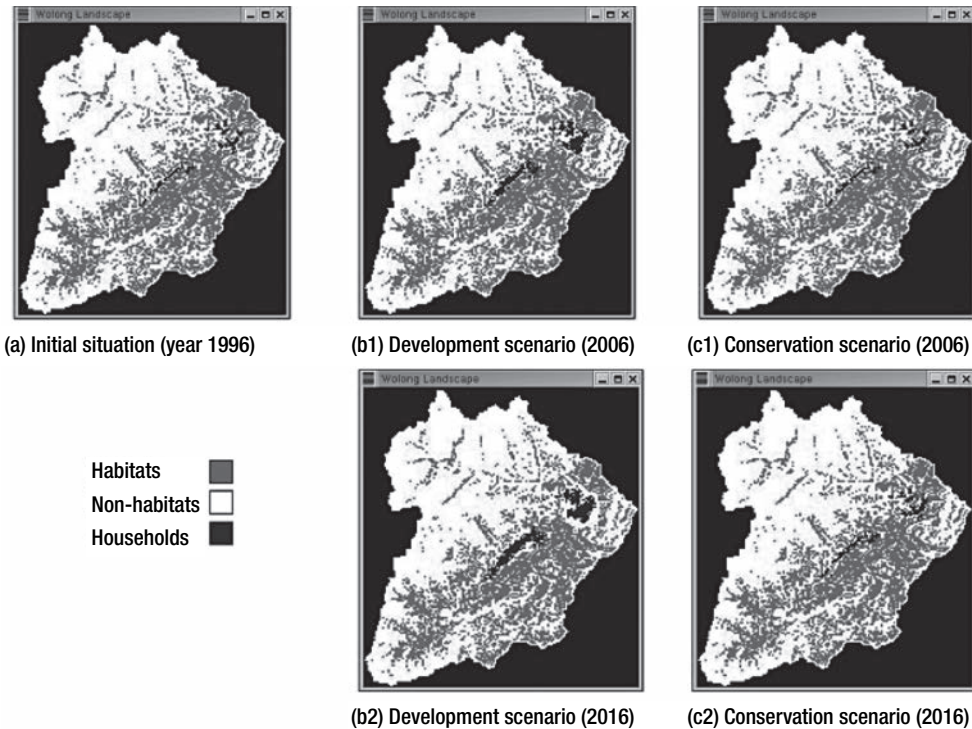 Wolong Landscape
Wolong Landscape
Wolong Landscape
(a) Initial situation (year 1996)
(b1) Development scenario (2006)
(c1) Conservation scenario (2006)
Wolong Landscape
Wolong Landscape
Habitats
Non-habitats
Households
(b2) Development scenario (2016)
(c2) Conservation scenario (2016)